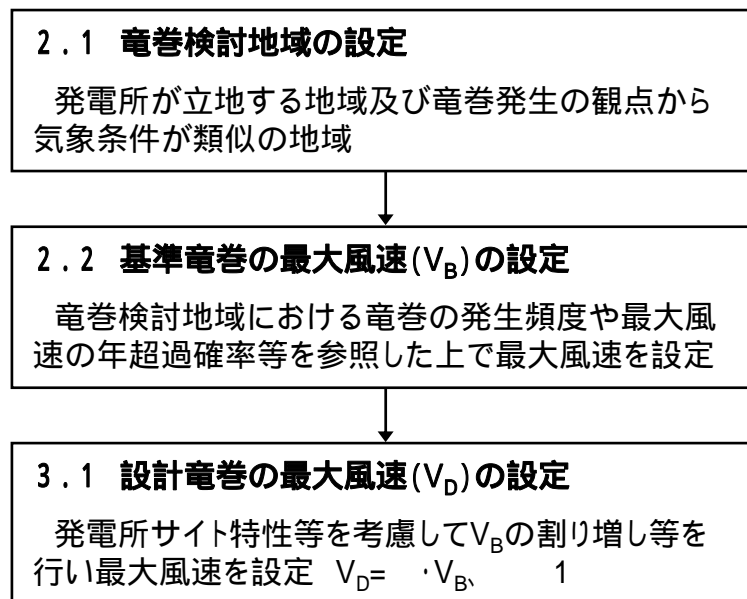 2.1 竜巻検討地域の設定
発電所が立地する地域及び竜巻発生の観点から
気象条件が類似の地域
2.2 基準竜巻の最大風速(VB)の設定
竜巻検討地域における竜巻の発生頻度や最大風
速の年超過確率等を参照した上で最大風速を設定
3.1 設計竜巻の最大風速(VD)の設定
発電所サイト特性等を考慮してVBの割り増し等を
行い最大風速を設定 VD= ・VB、 1